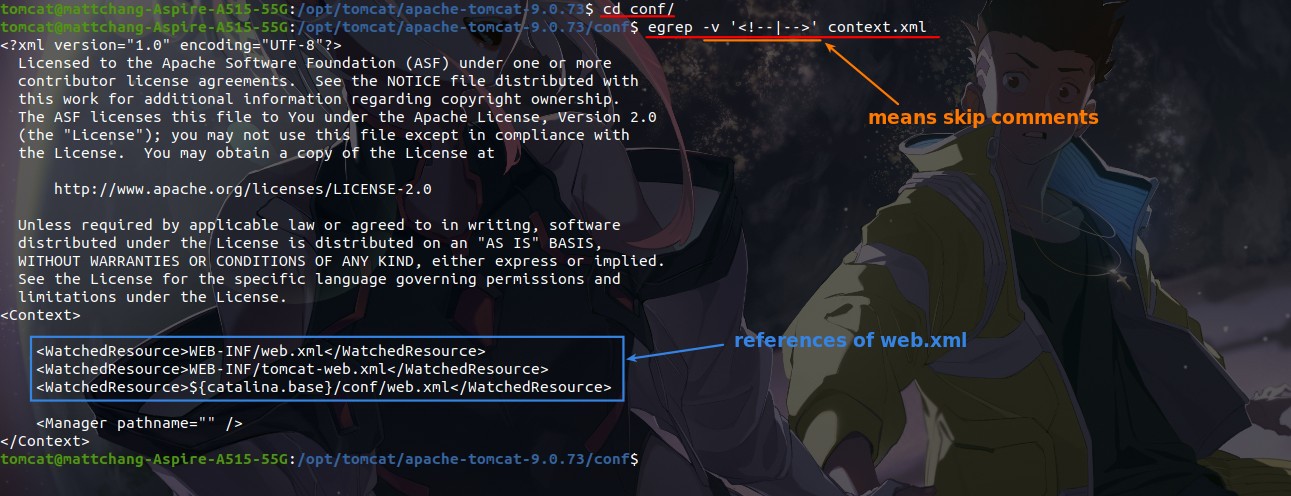 tomcat@mattchang-Aspire-A515-55G:/opt/tomcat/apache-tomcat-9.0.73$ cd conf/
tomcat@mattchang-Aspire-A515-55G:/opt/tomcat/apache-tomcat-9.0.73/conf$ egrep -v '<!--|-->' context.xml
<?xml version="1.0" encoding="UTF-8"?>
  Licensed to the Apache Software Foundation (ASF) under one or more
  contributor license agreements.  See the NOTICE file distributed with
  this work for additional information regarding copyright ownership.
  The ASF licenses this file to You under the Apache License, Version 2.0
  (the "License"); you may not use this file except in compliance with
  the License.  You may obtain a copy of the License at
      http://www.apache.org/licenses/LICENSE-2.0
  Unless required by applicable law or agreed to in writing, software
  distributed under the License is distributed on an "AS IS" BASIS,
  WITHOUT WARRANTIES OR CONDITIONS OF ANY KIND, either express or implied.
  See the License for the specific language governing permissions and
  limitations under the License.
<Context>
    <WatchedResource>WEB-INF/web.xml</WatchedResource>
    <WatchedResource>WEB-INF/tomcat-web.xml</WatchedResource>
    <WatchedResource>${catalina.base}/conf/web.xml</WatchedResource>
    <Manager pathname="" />
</Context>
tomcat@mattchang-Aspire-A515-55G:/opt/tomcat/apache-tomcat-9.0.73/conf$
means skip comments
references of web.xml